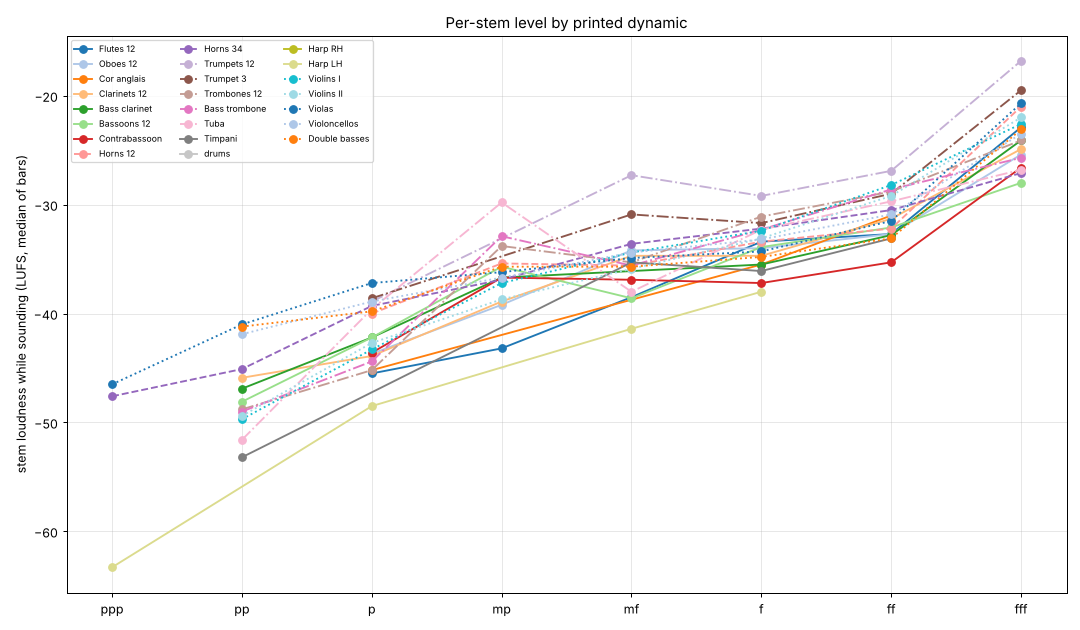 Per-stem level by printed dynamic
stem loudness while sounding (LUFS, median of bars)
−20
−30
−40
−50
−60
Flutes 12
Oboes 12
Cor anglais
Clarinets 12
Bass clarinet
Bassoons 12
Contrabassoon
Horns 12
Horns 34
Trumpets 12
Trumpet 3
Trombones 12
Bass trombone
Tuba
Timpani
drums
Harp RH
Harp LH
Violins I
Violins II
Violas
Violoncellos
Double basses
ppp pp p mp mf f ff fff